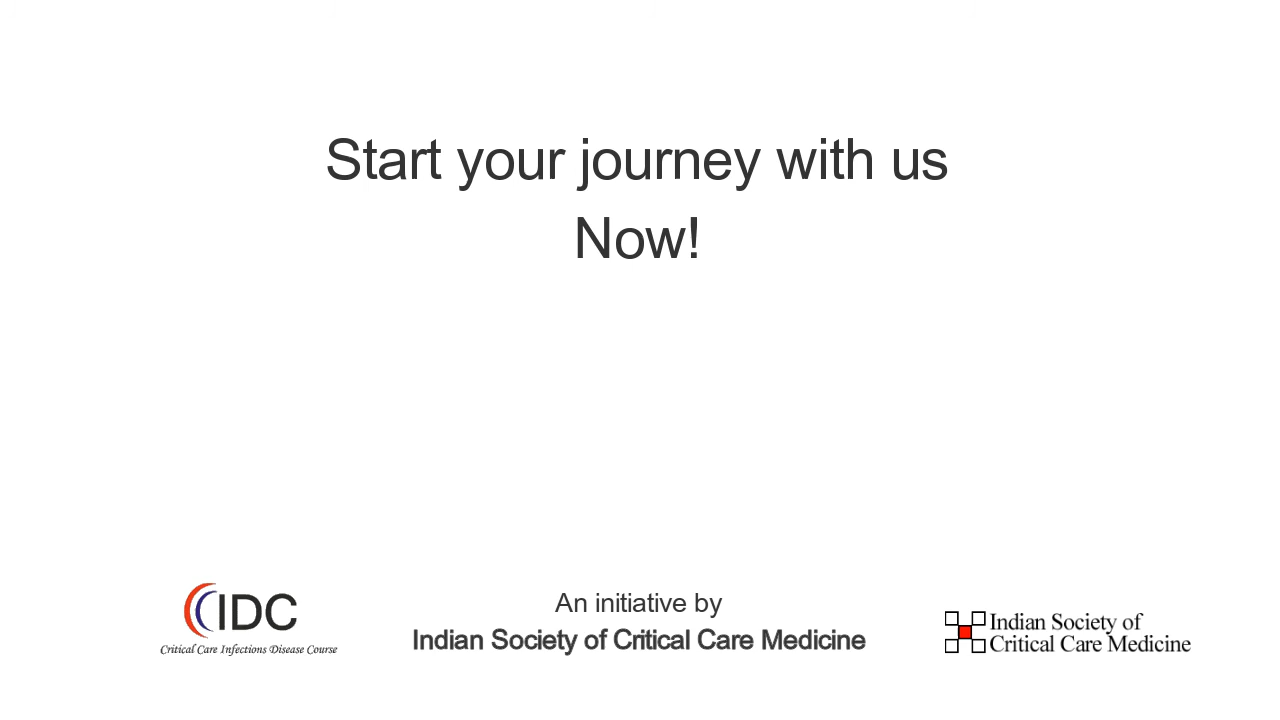 Start your journey with us
Now!
CCIDC
Critical Care Infections Disease Course
An initiative by
Indian Society of Critical Care Medicine
Indian Society of
Critical Care Medicine